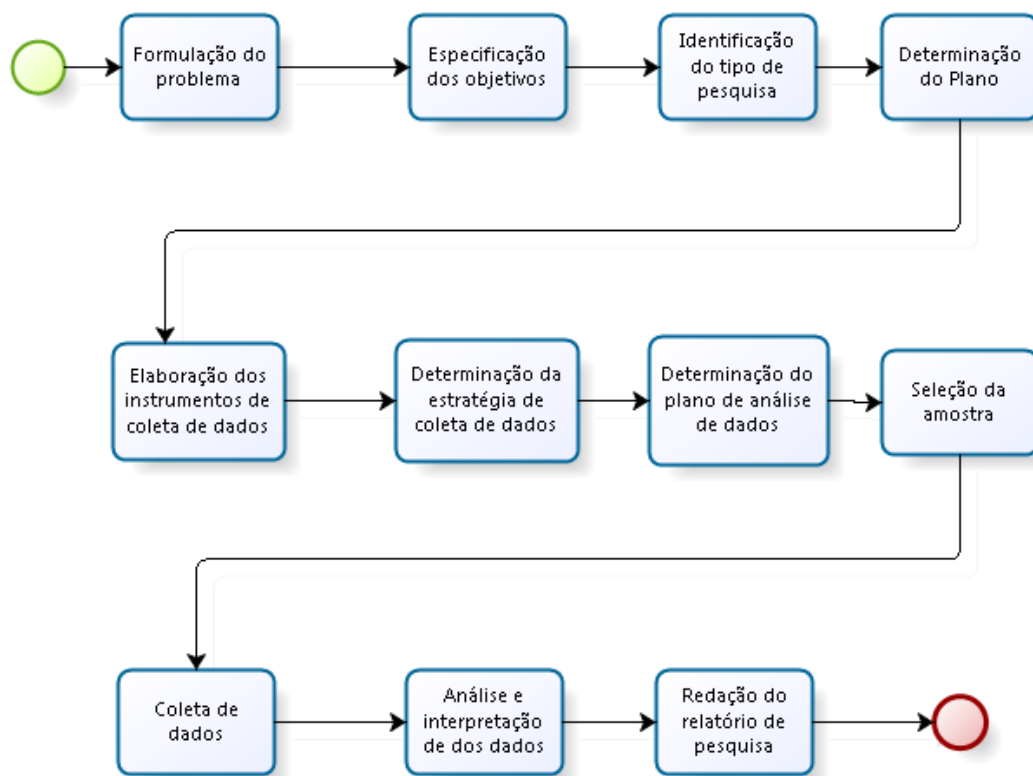 Formulação do
problema
Especificação
dos objetivos
Identificação
do tipo de
pesquisa
Determinação
do Plano
Elaboração dos
instrumentos de
coleta de dados
Determinação da
estratégia de
coleta de dados
Determinação do
plano de análise
de dados
Seleção da
amostra
Coleta de
dados
Análise e
interpretação
de dos dados
Redação do
relatório de
pesquisa